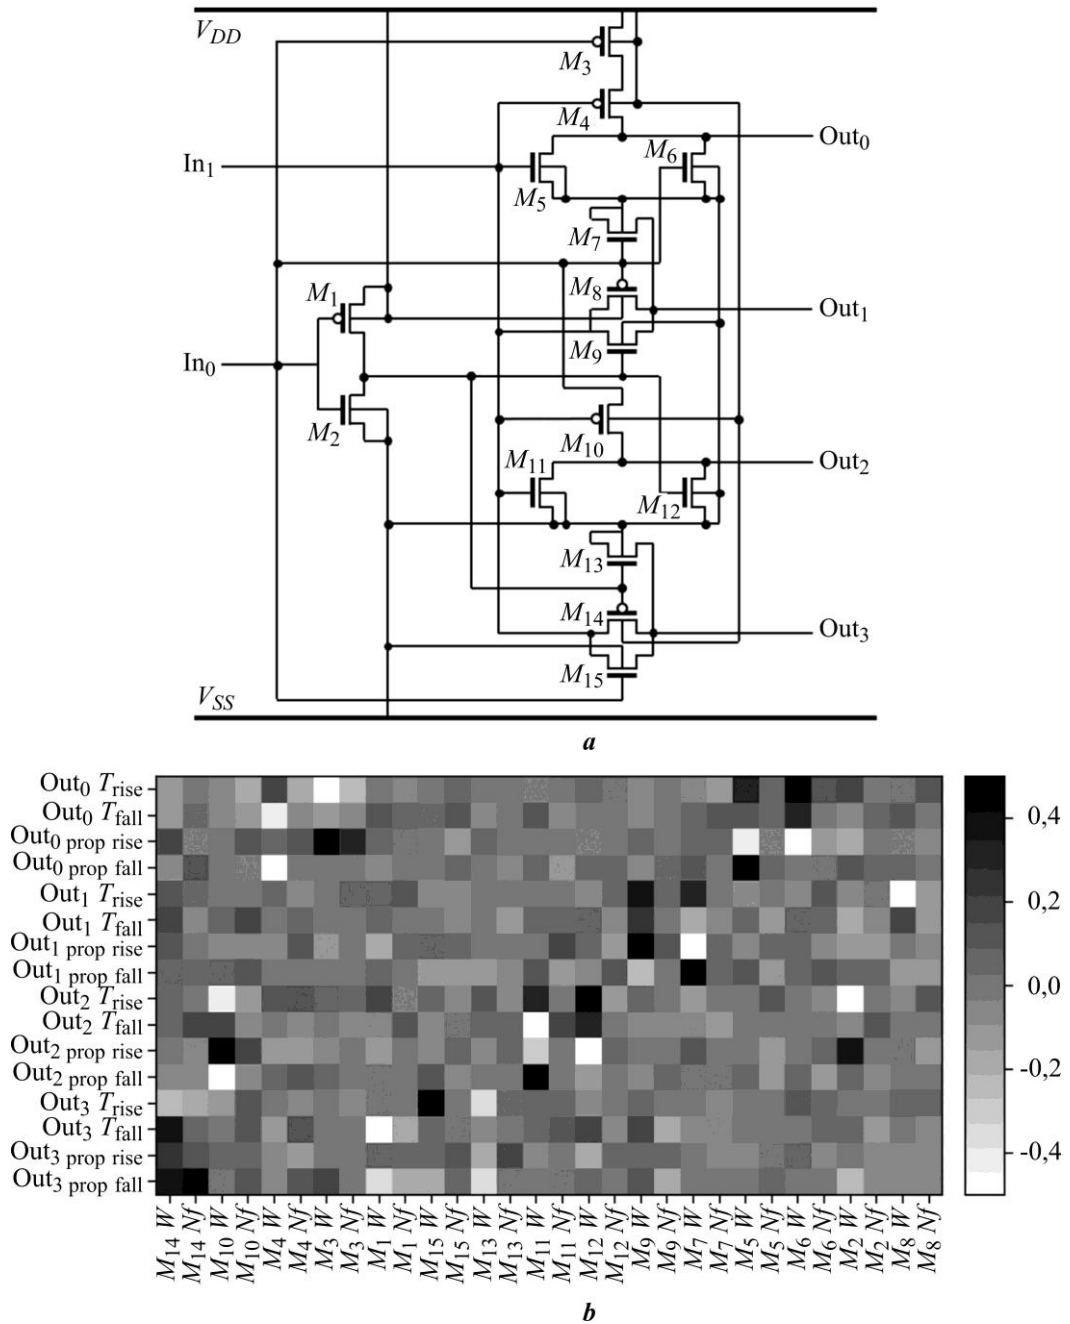 V_DD
M_3
M_4
Out_0
In_1
M_6
M_5
M_7
M_8
M_1
Out_1
M_9
In_0
M_2
M_10
M_11
Out_2
M_12
M_13
M_14
Out_3
M_15
V_SS
a
Out_0 T_rise
Out_0 T_fall
Out_0 prop rise
Out_0 prop fall
Out_1 T_rise
Out_1 T_fall
Out_1 prop rise
Out_1 prop fall
Out_2 T_rise
Out_2 T_fall
Out_2 prop rise
Out_2 prop fall
Out_3 T_rise
Out_3 T_fall
Out_3 prop rise
Out_3 prop fall
0,4
0,2
0,0
-0,2
-0,4
M_14 W
M_14 Nf
M_10 W
M_10 Nf
M_4 W
M_4 Nf
M_3 W
M_3 Nf
M_1 W
M_1 Nf
M_15 W
M_15 Nf
M_13 W
M_13 Nf
M_11 W
M_11 Nf
M_12 W
M_12 Nf
M_9 W
M_9 Nf
M_7 W
M_7 Nf
M_5 W
M_5 Nf
M_6 W
M_6 Nf
M_2 W
M_2 Nf
M_8 W
M_8 Nf
b